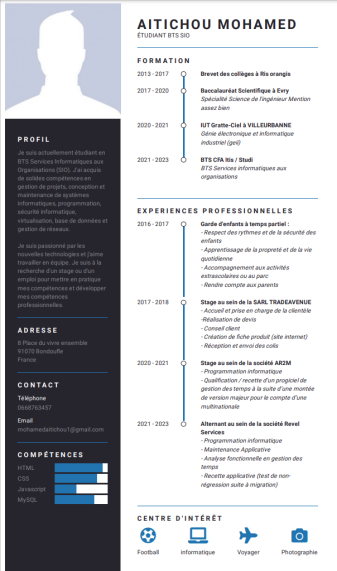 AITICHOU MOHAMED
ÉTUDIANT BTS SIO
PROFIL
Je suis actuellement étudiant en
BTS Services Informatiques aux
Organisations (SIO). J'ai acquis
de solides compétences en
gestion de projets, conception et
maintenance de systèmes
informatiques, programmation,
sécurité informatique,
virtualisation, base de données et
gestion de réseaux
Je suis passionné par les
nouvelles technologies et j'aime
travailler en équipe. Je suis à la
recherche d'un stage ou d'un
emploi pour mettre en pratique
mes compétences et développer
mes compétences
professionnelles.
ADRESSE
8 Place du vivre ensemble
91070 Bondoufle
France
CONTACT
Téléphone
0668763457
Email
mohamedaitichou1@gmail.com
COMPÉTENCES
HTML
CSS
Javascript
MySQL
FORMATION
2013 - 2017 Brevet des collèges à Ris orangis
2017 - 2020 Baccalauréat Scientifique à Evry
Spécialité Science de l'ingénieur Mention
assez bien
2020 - 2021 IUT Gratte-Ciel à VILLEURBANNE
Génie électronique et informatique
industriel (geii)
2021 - 2023 BTS CFA Itis / Studi
BTS Services informatiques aux
organisations
EXPERIENCES PROFESSIONNELLES
2016 - 2017 Garde d'enfants à temps partiel :
- Respect des rythmes et de la sécurité des
enfants
- Apprentissage de la propreté et de la vie
quotidienne
- Accompagnement aux activités
extrascolaires ou au parc
- Rendre compte aux parents
2017 - 2018 Stage au sein de la SARL TRADEAVENUE
- Accueil et prise en charge de la clientèle
-Réalisation de devis
- Conseil client
- Création de fiche produit (site internet)
- Réception et envoi des colis
2020 - 2021 Stage au sein de la société AR2M
- Programmation informatique
- Qualification / recette d'un progiciel de
gestion des temps à la suite d'une montée
de version majeur pour le compte d'une
multinationale
2021 - 2023 Alternant au sein de la société Revel
Services
- Programmation informatique
- Maintenance Applicative
- Analyse fonctionnelle en gestion des
temps
- Recette applicative (test de non-
régression suite à migration)
CENTRE D'INTÉRÊT
Football informatique Voyager Photographie